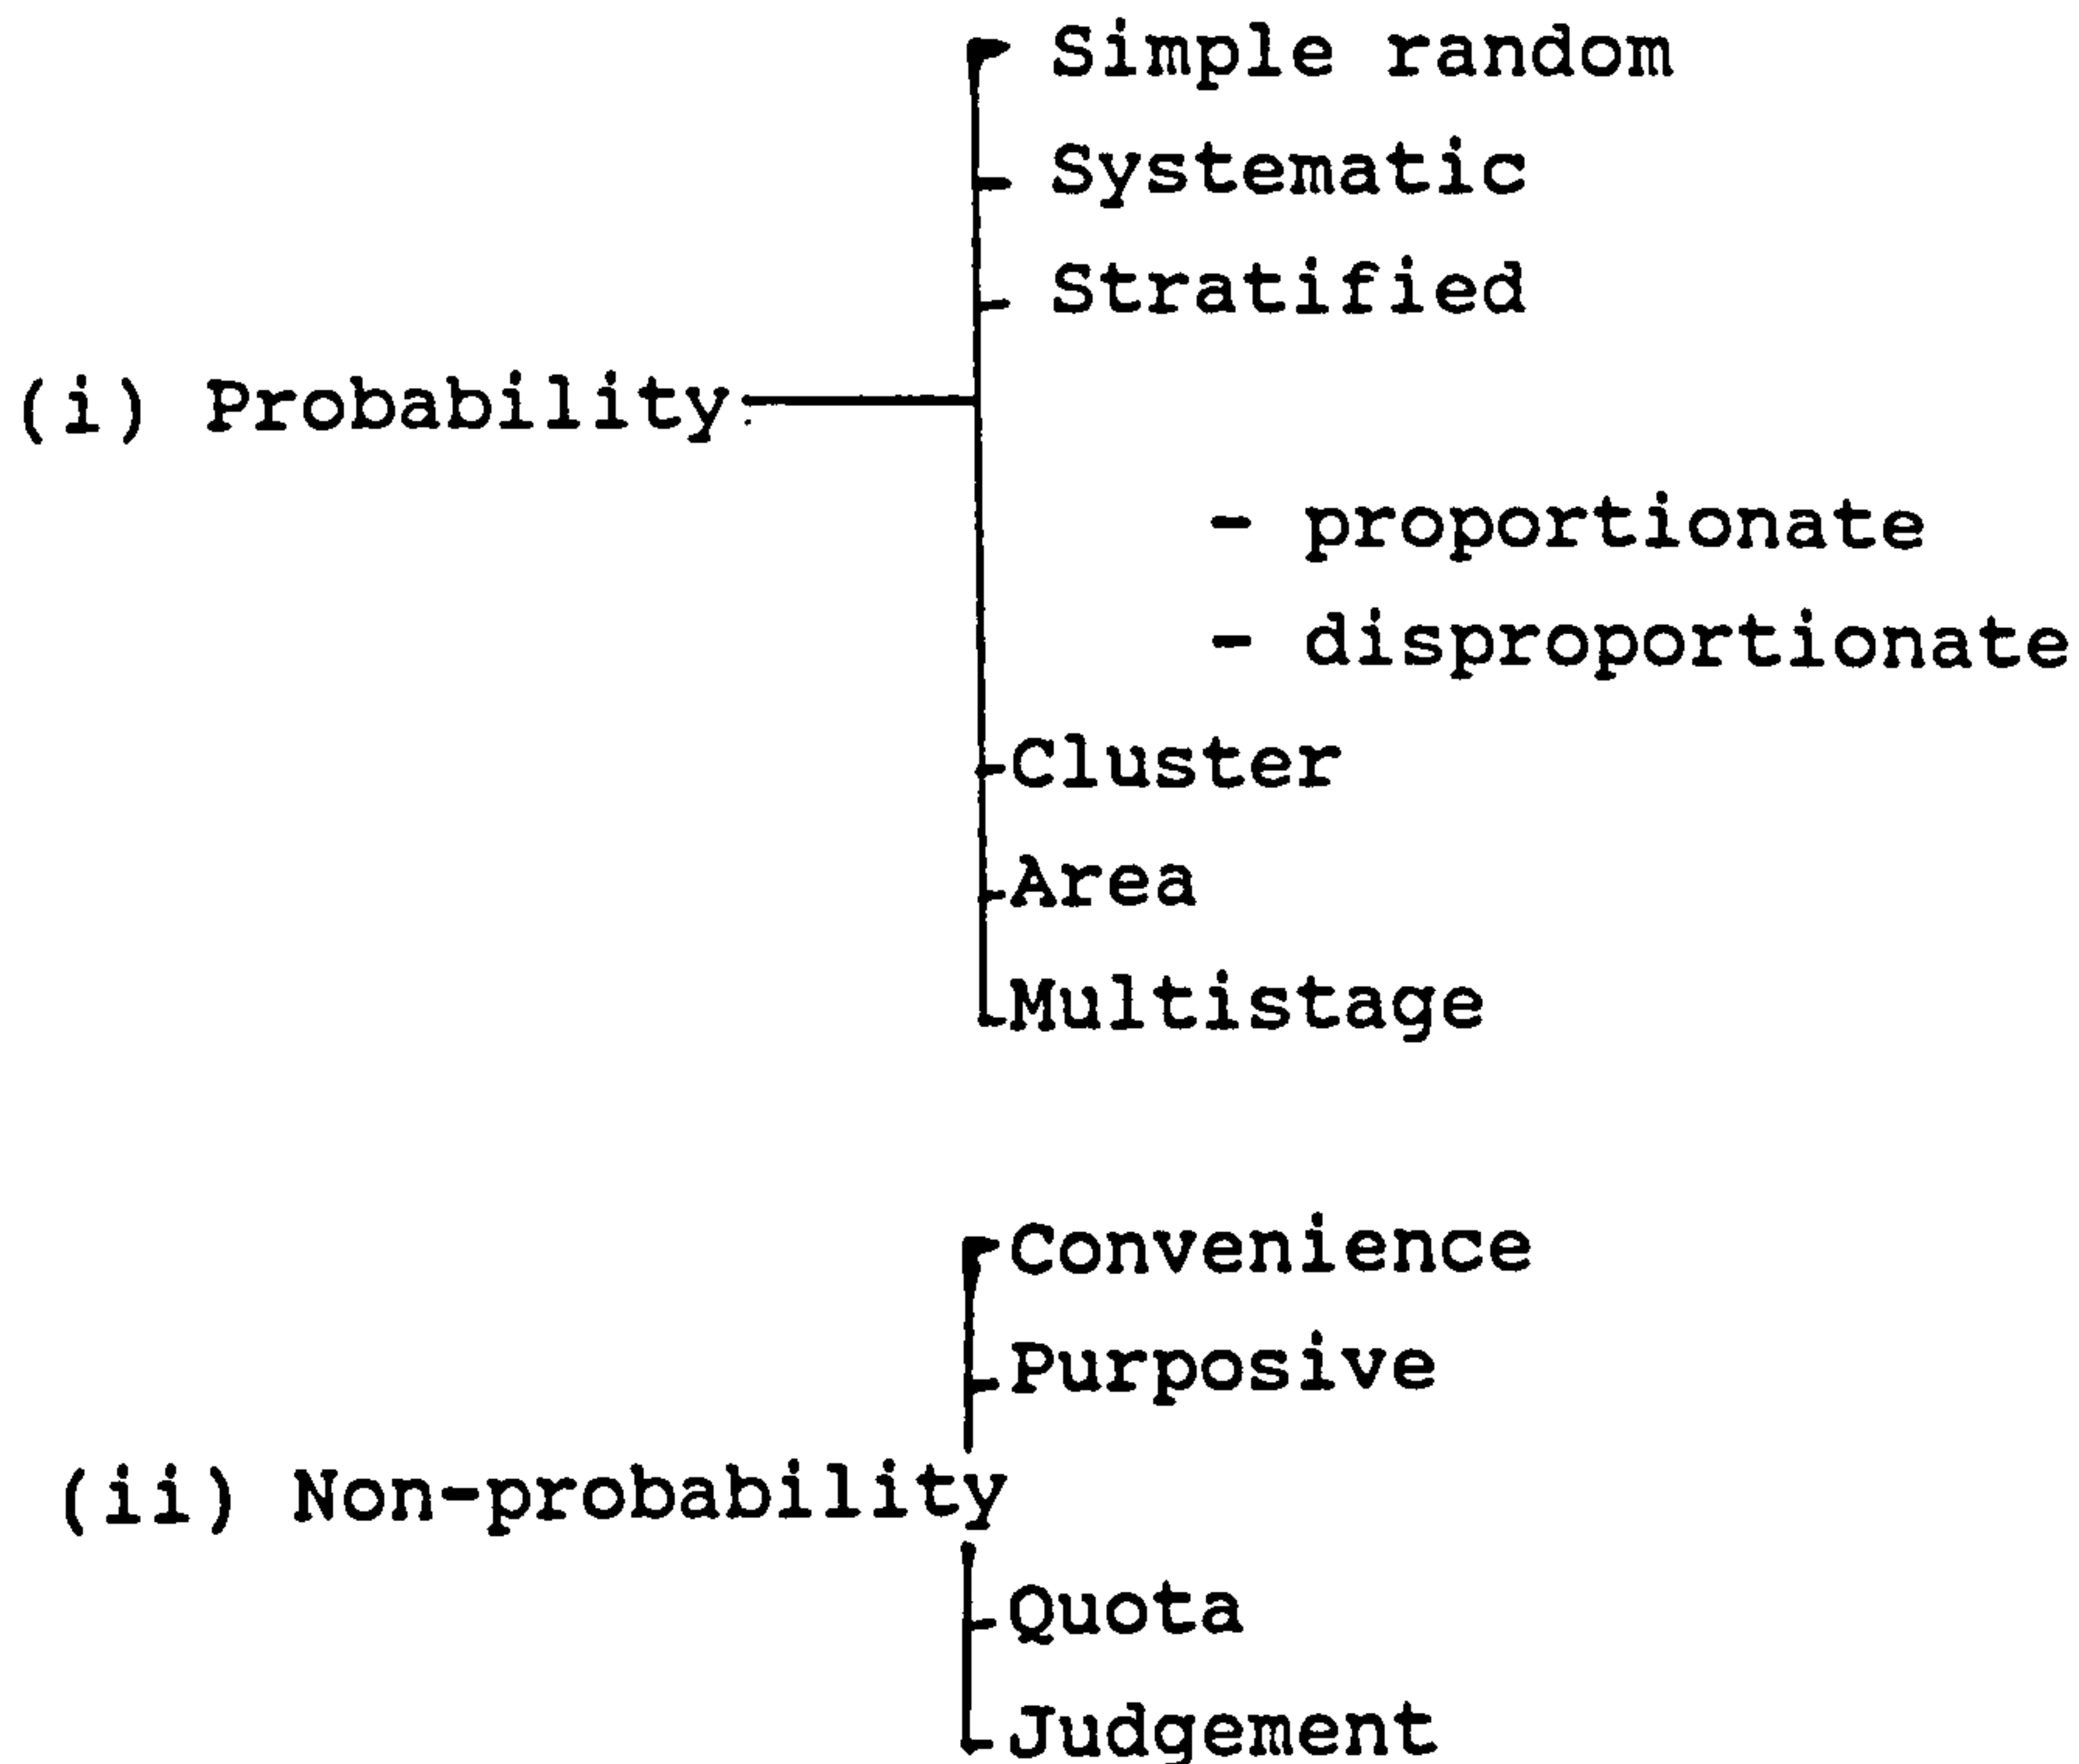 Simple random
Systematic
Stratified
(i) Probability
- proportionate
- disproportionate
Cluster
Area
Multistage
Convenience
Purposive
(ii) Non-probability
Quota
Judgement